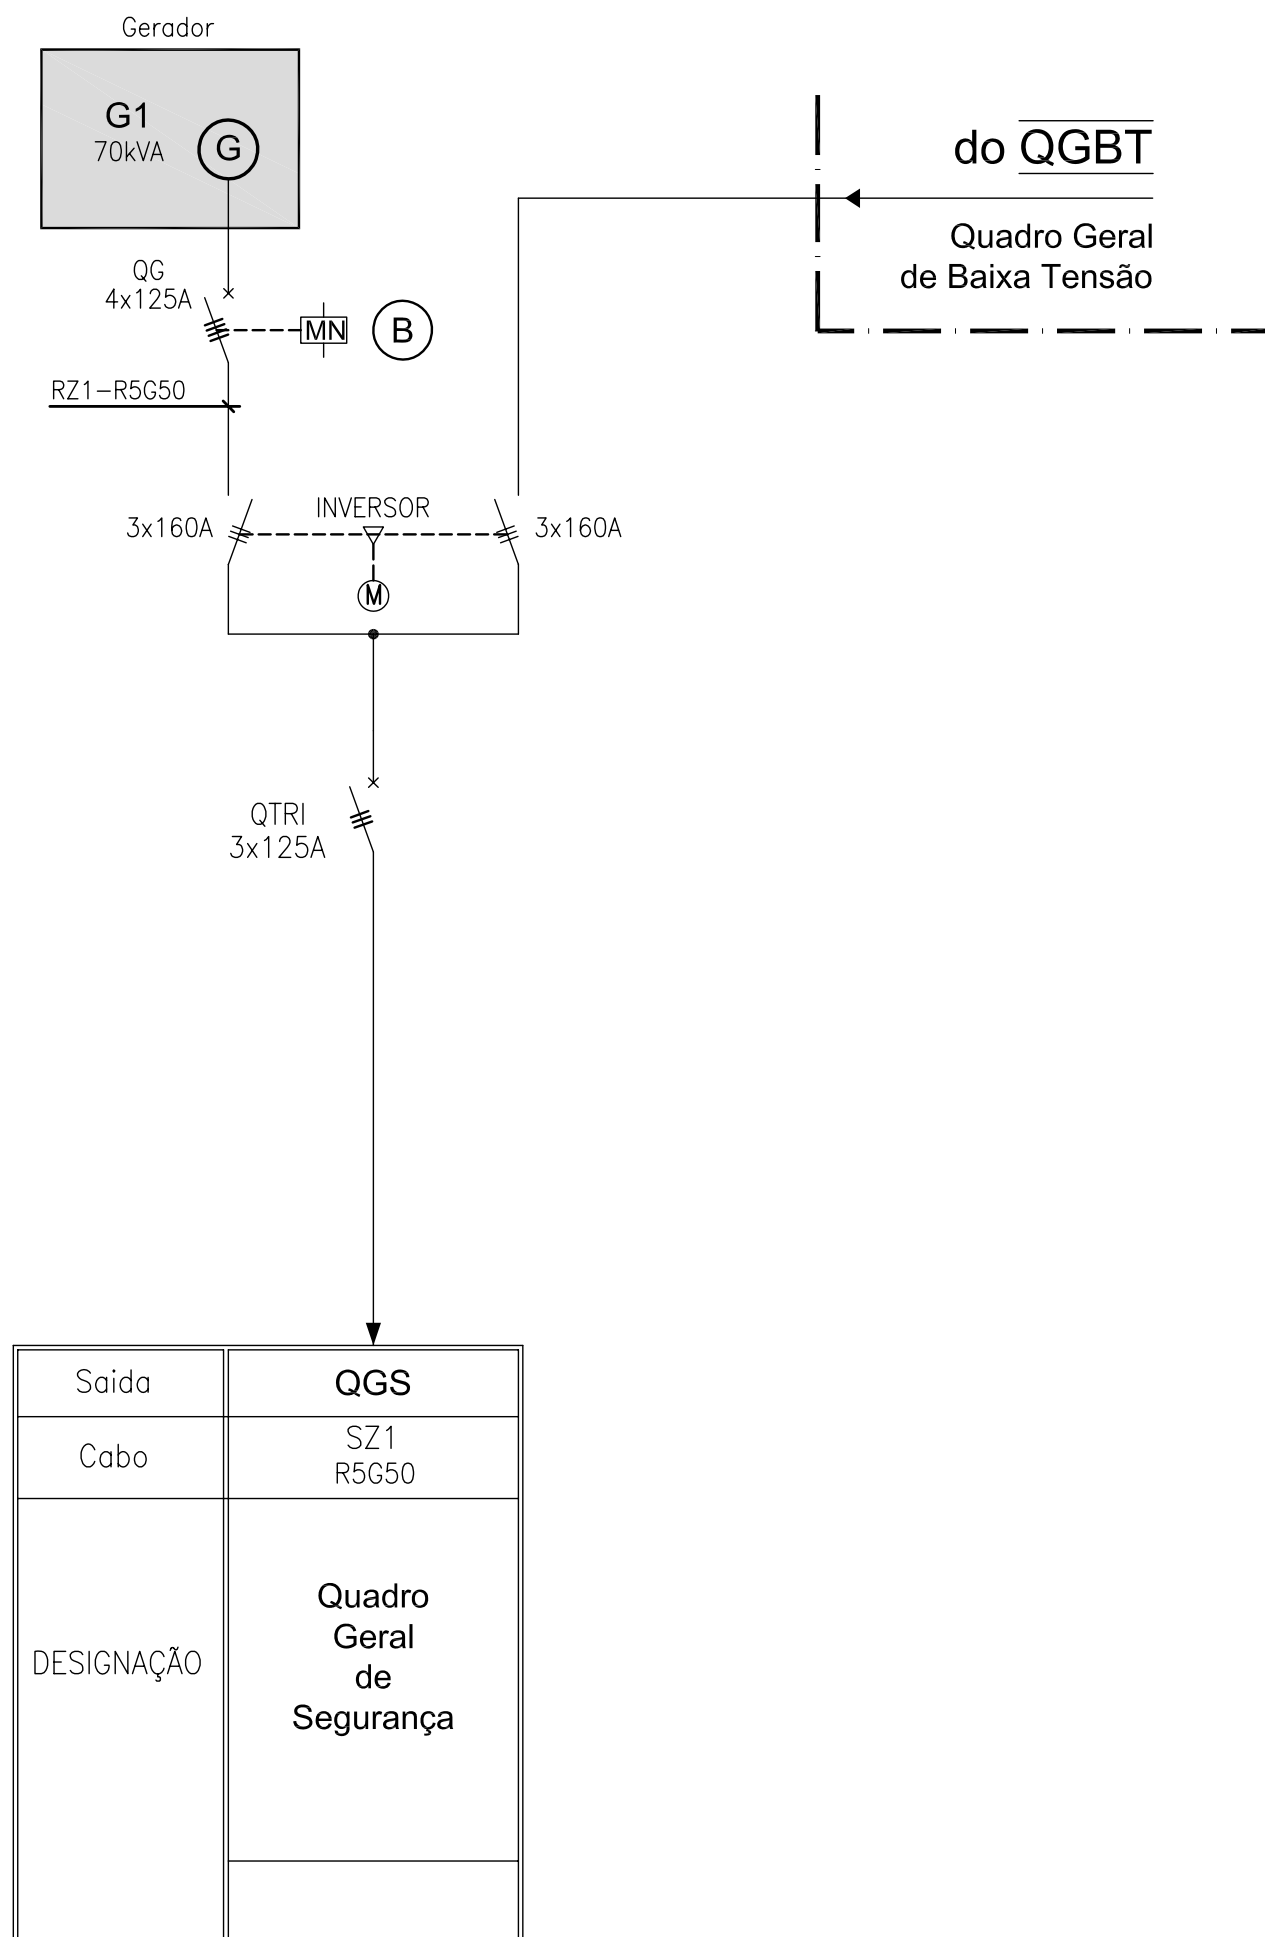 Gerador
G1
70kVA
G
do QGBT
Quadro Geral
de Baixa Tensão
QG
4x125A
MN
B
RZ1-R5G50
INVERSOR
3x160A
3x160A
M
QTRI
3x125A
Saida
QGS
Cabo
SZ1
R5G50
DESIGNAÇÃO
Quadro
Geral
de
Segurança